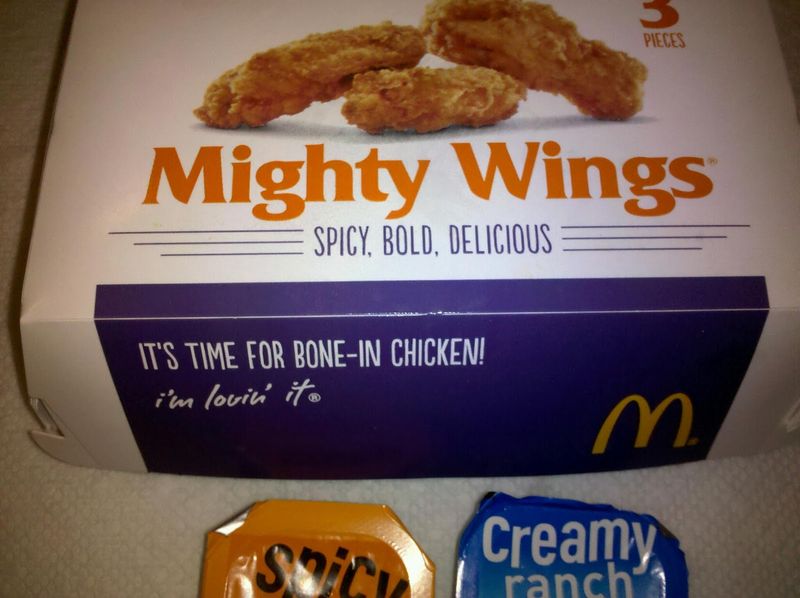 3
PIECES
Mighty Wings®
SPICY, BOLD, DELICIOUS
IT'S TIME FOR BONE-IN CHICKEN!
i'm lovin' it®
M
spicy
Creamy
ranch